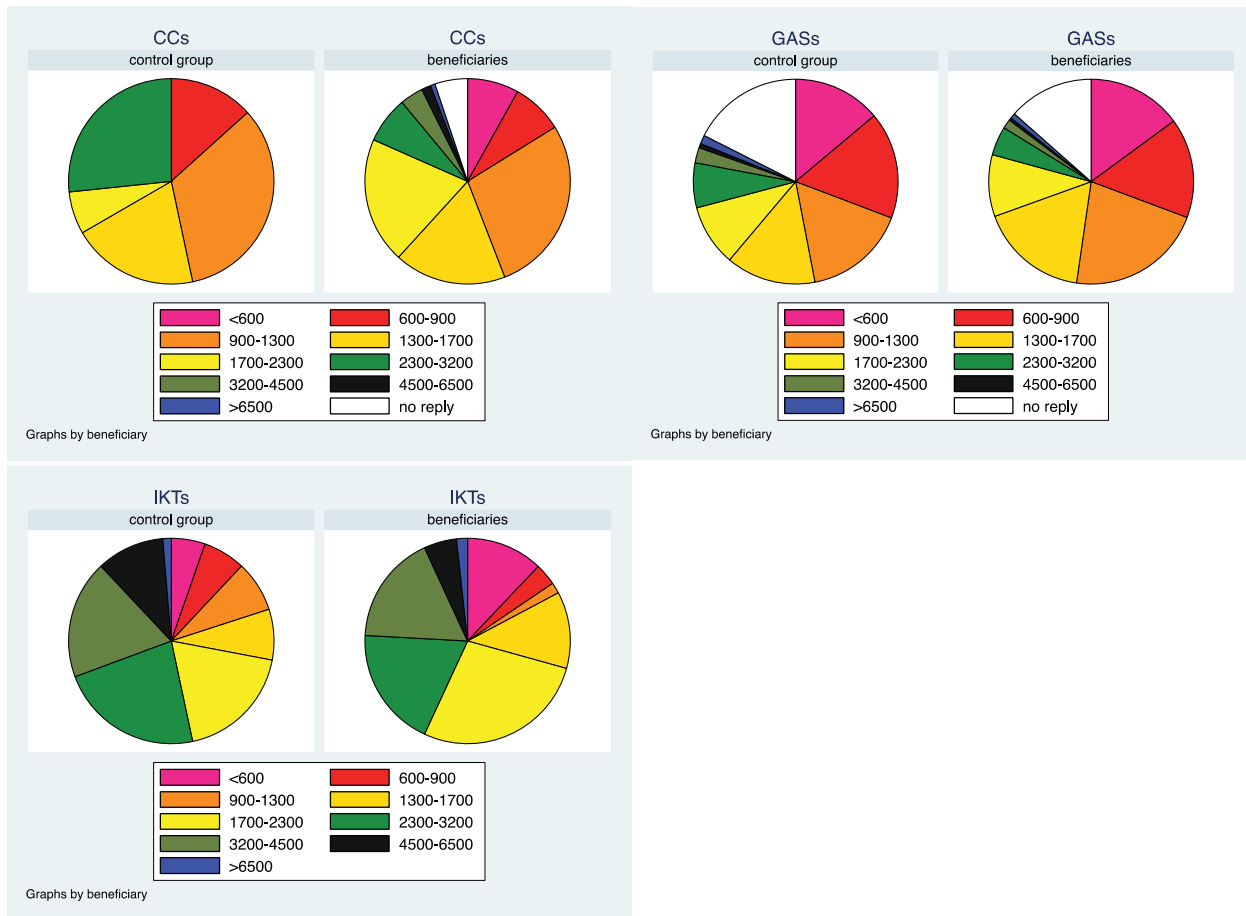 CCs CCs
control group beneficiaries
<600 600-900
900-1300 1300-1700
1700-2300 2300-3200
3200-4500 4500-6500
>6500 no reply
Graphs by beneficiary
GASs GASs
control group beneficiaries
<600 600-900
900-1300 1300-1700
1700-2300 2300-3200
3200-4500 4500-6500
>6500 no reply
Graphs by beneficiary
IKTs IKTs
control group beneficiaries
<600 600-900
900-1300 1300-1700
1700-2300 2300-3200
3200-4500 4500-6500
>6500
Graphs by beneficiary